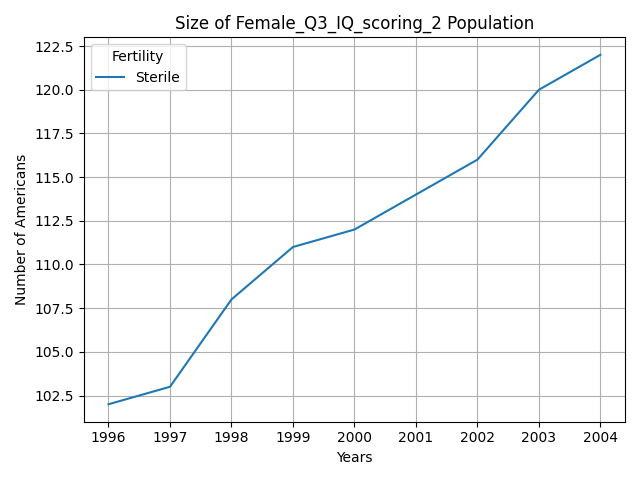 Size of Female_Q3_IQ_scoring_2 Population
Fertility
Sterile
Number of Americans
122.5
120.0
117.5
115.0
112.5
110.0
107.5
105.0
102.5
1996 1997 1998 1999 2000 2001 2002 2003 2004
Years